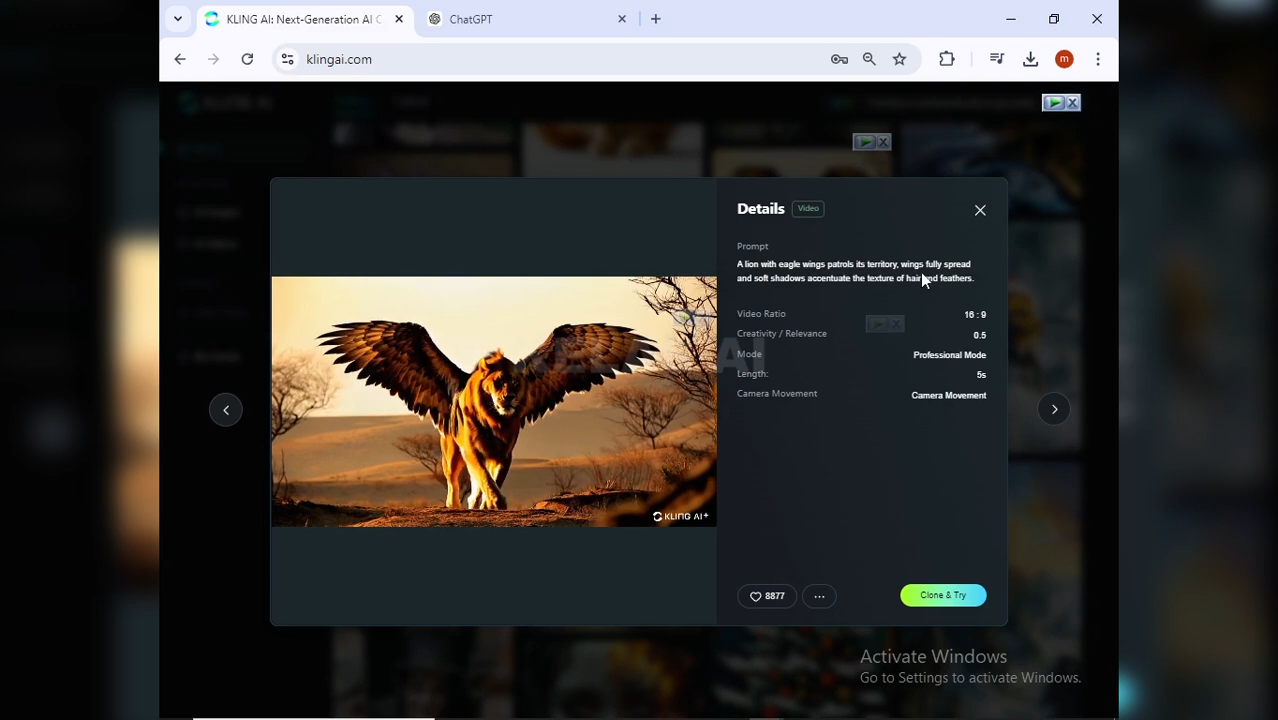 KLING AI: Next-Generation AI C
ChatGPT
klingai.com
m
Details
Video
Prompt
A lion with eagle wings patrols its territory, wings fully spread
and soft shadows accentuate the texture of hair and feathers.
Video Ratio 16 : 9
Creativity / Relevance 0.5
Mode Professional Mode
Length: 5s
Camera Movement Camera Movement
KLING AI+
8877
...
Clone & Try
Activate Windows
Go to Settings to activate Windows.